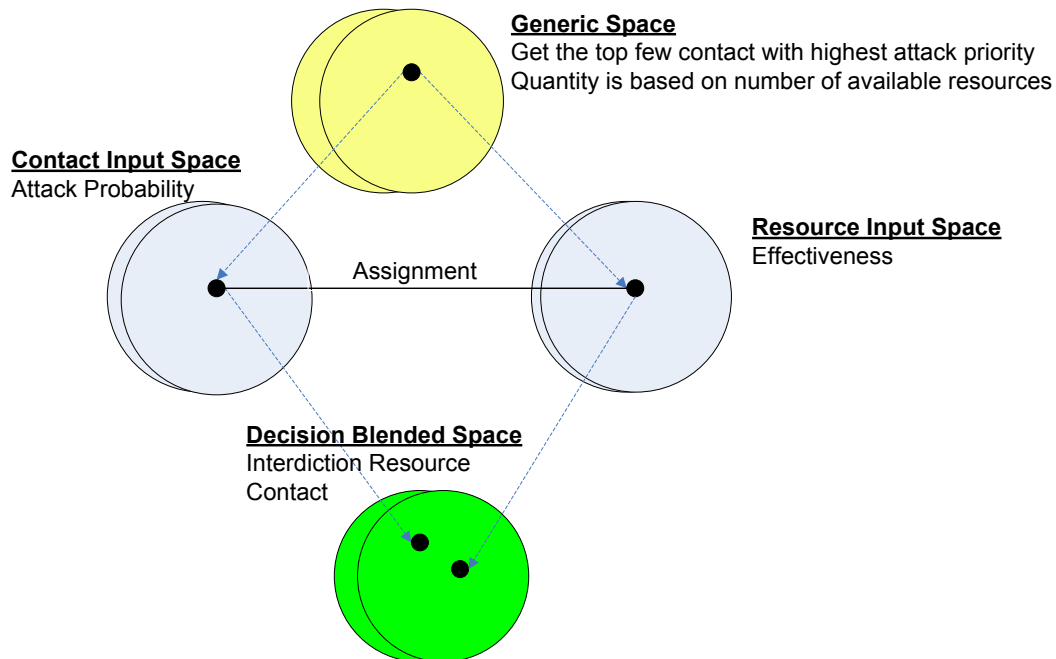 Generic Space
Get the top few contact with highest attack priority
Quantity is based on number of available resources
Contact Input Space
Attack Probability
Resource Input Space
Effectiveness
Assignment
Decision Blended Space
Interdiction Resource
Contact